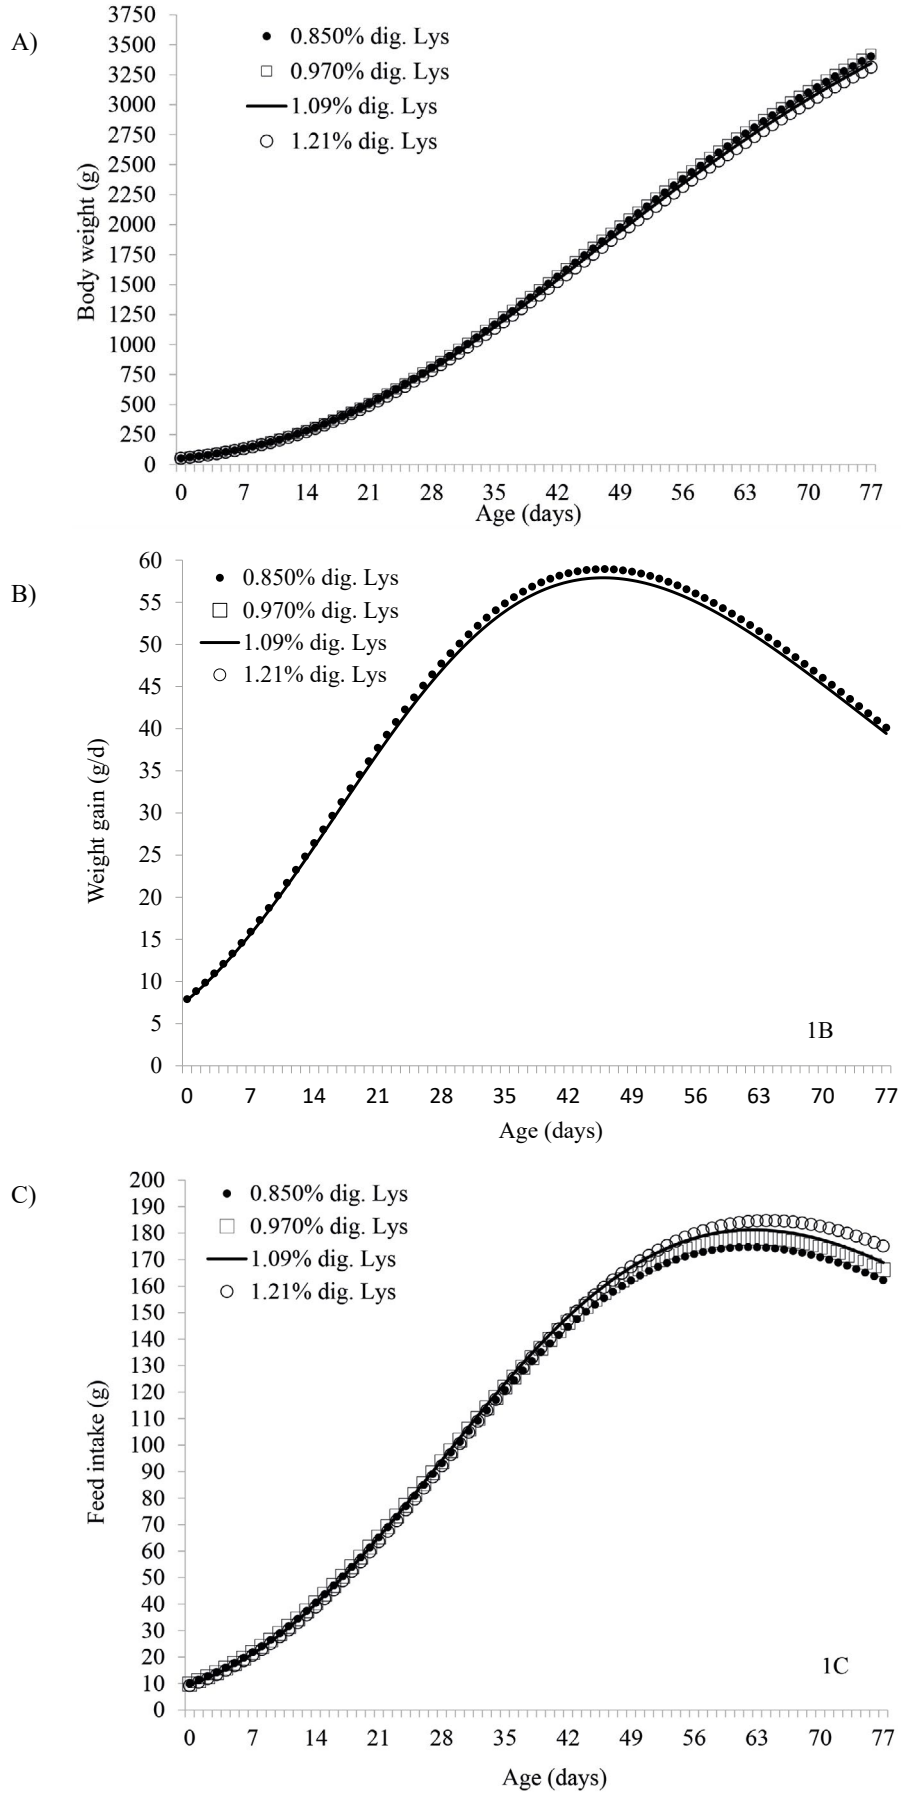 A)
3750
3500
3250
3000
2750
2500
2250
2000
1750
1500
1250
1000
750
500
250
0
Body weight (g)
0.850% dig. Lys
0.970% dig. Lys
1.09% dig. Lys
1.21% dig. Lys
0 7 14 21 28 35 42 49 56 63 70 77
Age (days)
B)
60
55
50
45
40
35
30
25
20
15
10
5
0
Weight gain (g/d)
0.850% dig. Lys
0.970% dig. Lys
1.09% dig. Lys
1.21% dig. Lys
1B
0 7 14 21 28 35 42 49 56 63 70 77
Age (days)
C)
200
190
180
170
160
150
140
130
120
110
100
90
80
70
60
50
40
30
20
10
0
Feed intake (g)
0.850% dig. Lys
0.970% dig. Lys
1.09% dig. Lys
1.21% dig. Lys
1C
0 7 14 21 28 35 42 49 56 63 70 77
Age (days)